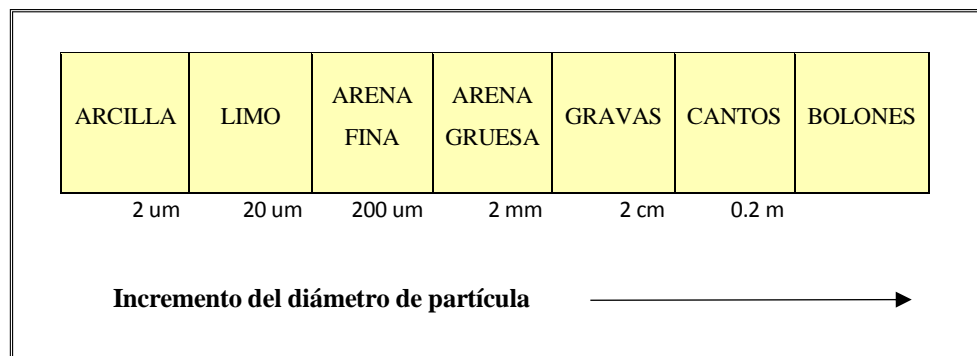 ARCILLA LIMO ARENA FINA ARENA GRUESA GRAVAS CANTOS BOLONES
2 um 20 um 200 um 2 mm 2 cm 0.2 m
Incremento del diámetro de partícula